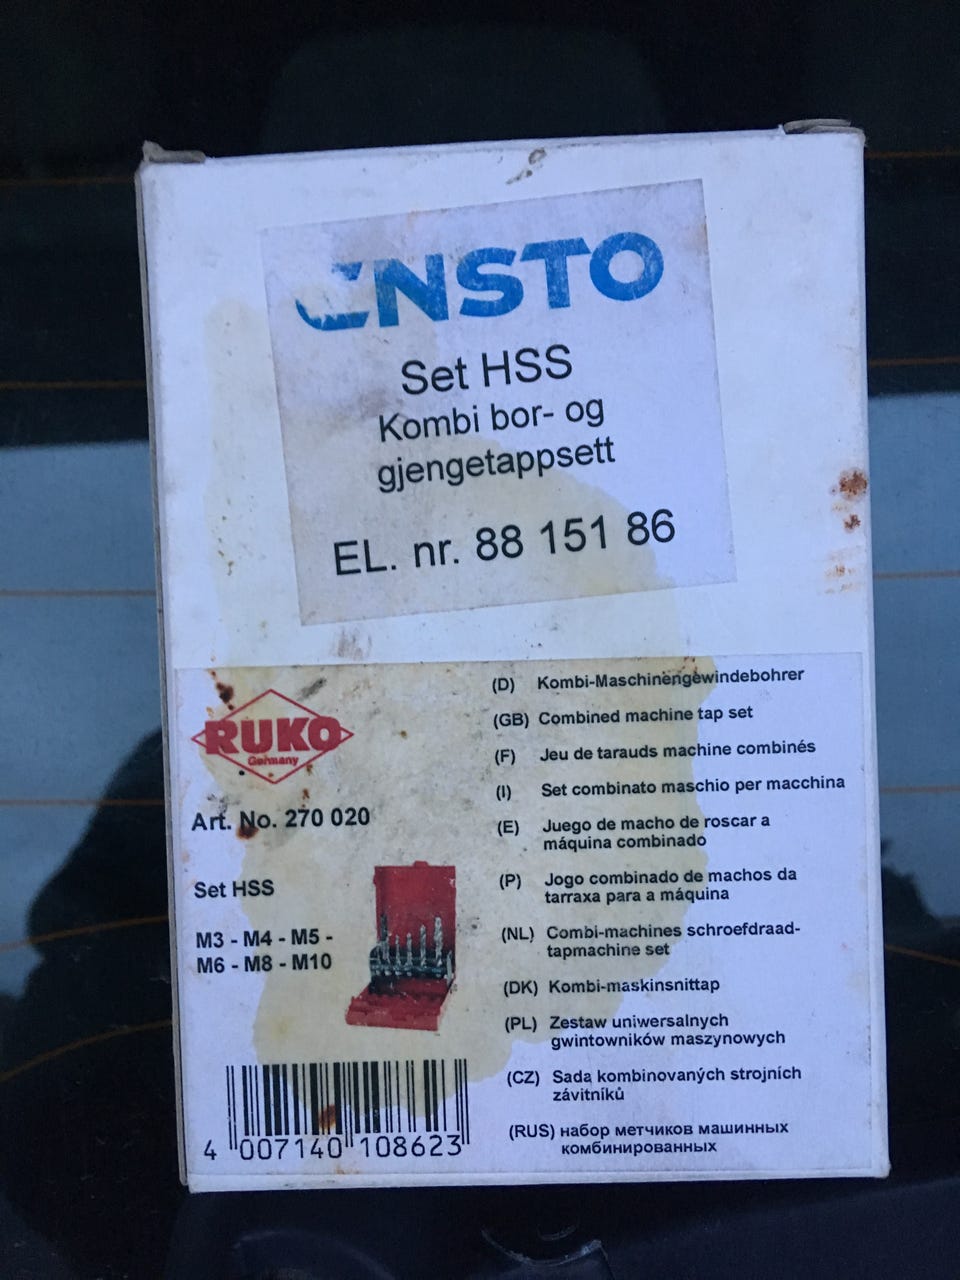 ENSTO
Set HSS
Kombi bor- og
gjengetappsett
EL. nr. 88 151 86
RUKO
Germany
Art. No. 270 020
Set HSS
M3 - M4 - M5 -
M6 - M8 - M10
4 007140 108623
(D) Kombi-Maschinengewindebohrer
(GB) Combined machine tap set
(F) Jeu de tarauds machine combinés
(I) Set combinato maschio per macchina
(E) Juego de macho de roscar a
máquina combinado
(P) Jogo combinado de machos da
tarraxa para a máquina
(NL) Combi-machines schroefdraad-
tapmachine set
(DK) Kombi-maskinsnittap
(PL) Zestaw uniwersalnych
gwintowników maszynowych
(CZ) Sada kombinovaných strojních
závitníků
(RUS) набор метчиков машинных
комбинированных